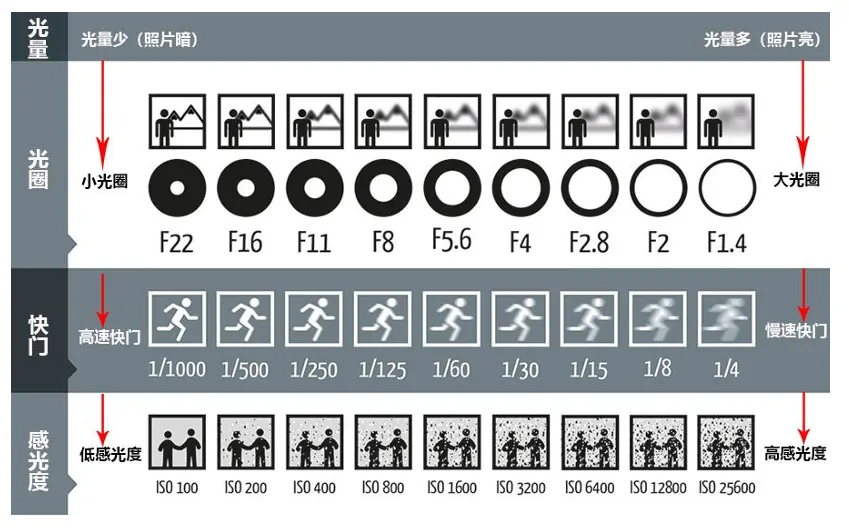 光量
光量少（照片暗）
光量多（照片亮）
光圈
小光圈
大光圈
F22 F16 F11 F8 F5.6 F4 F2.8 F2 F1.4
快门
高速快门
慢速快门
1/1000 1/500 1/250 1/125 1/60 1/30 1/15 1/8 1/4
感光度
低感光度
高感光度
ISO 100 ISO 200 ISO 400 ISO 800 ISO 1600 ISO 3200 ISO 6400 ISO 12800 ISO 25600